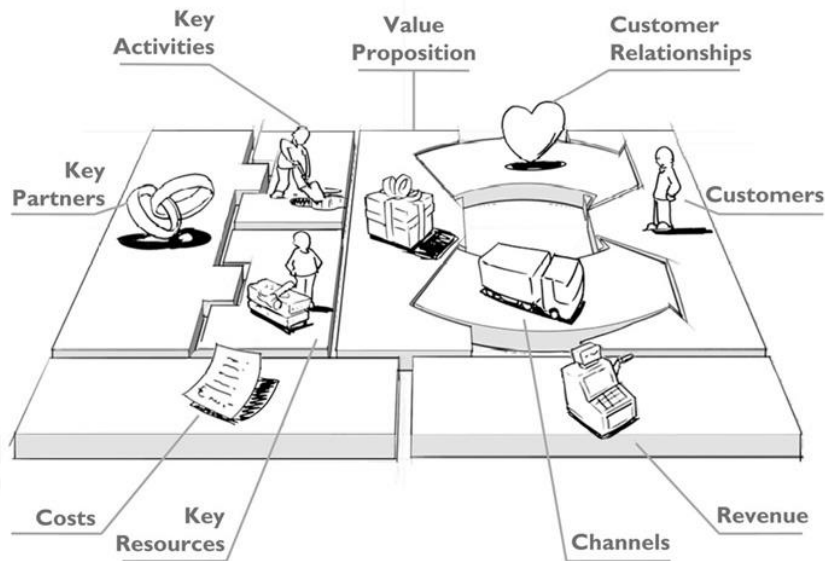 Key
Activities
Value
Proposition
Customer
Relationships
Key
Partners
Customers
Costs
Key
Resources
Channels
Revenue